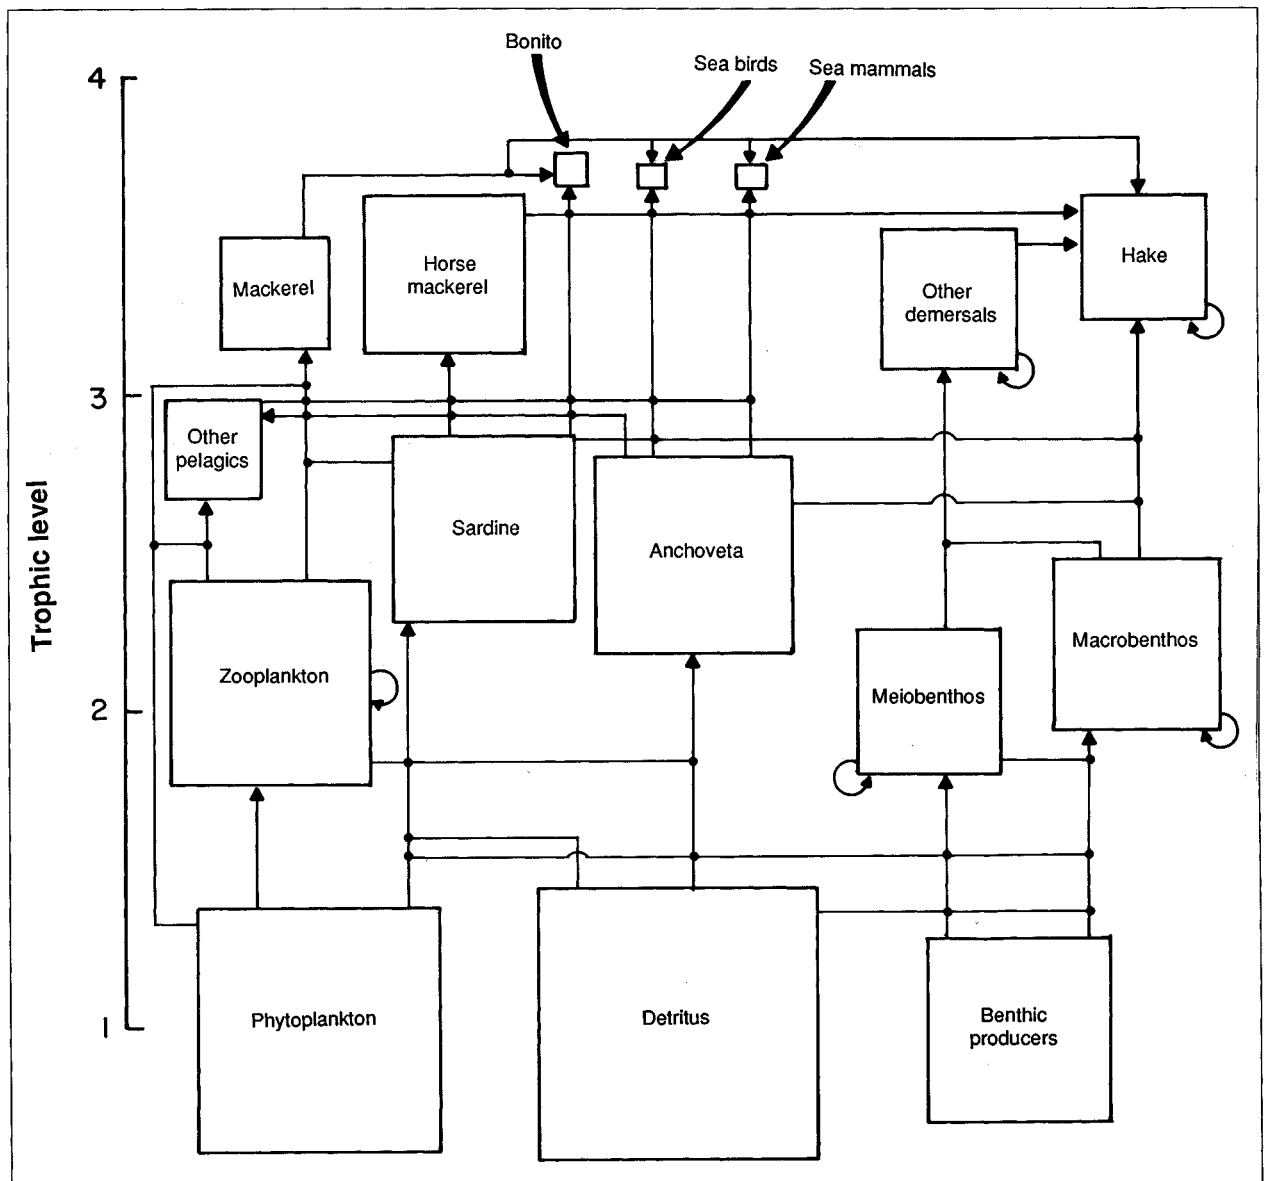 Bonito
Sea birds
Sea mammals
4
Horse
mackerel
Hake
Mackerel
Other
demersals
3
Other
pelagics
Sardine
Anchoveta
Trophic level
Macrobenthos
Zooplankton
Meiobenthos
2
Phytoplankton
Detritus
Benthic
producers
1